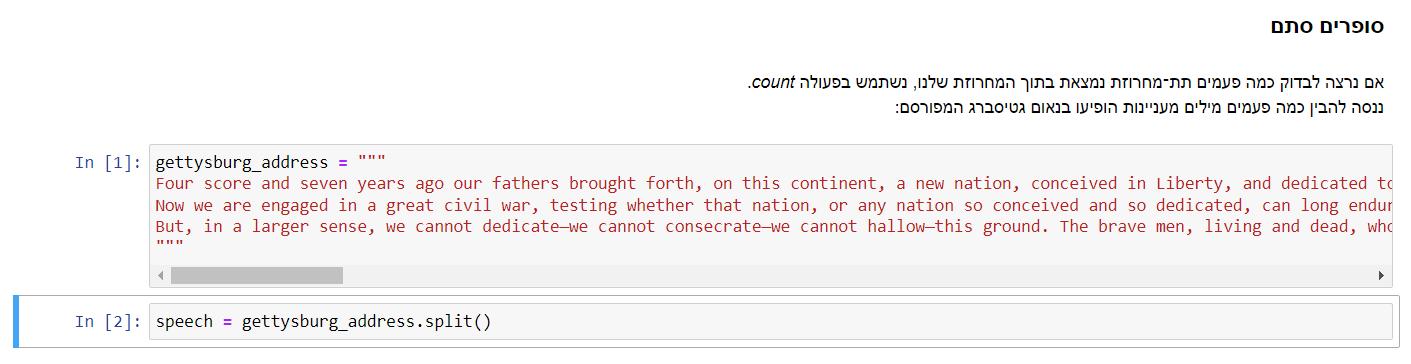 סופרים סתם
אם נרצה לבדוק כמה פעמים תת־מחרוזת נמצאת בתוך המחרוזת שלנו, נשתמש בפעולה count.
ננסה להבין כמה פעמים מילים מעניינות הופיעו בנאום גטיסברג המפורסם:
In [1]: gettysburg_address = """
Four score and seven years ago our fathers brought forth, on this continent, a new nation, conceived in Liberty, and dedicated to
Now we are engaged in a great civil war, testing whether that nation, or any nation so conceived and so dedicated, can long
But, in a larger sense, we cannot dedicate—we cannot consecrate—we cannot hallow—this ground. The brave men, living and dead, who
"""
In [2]: speech = gettysburg_address.split()